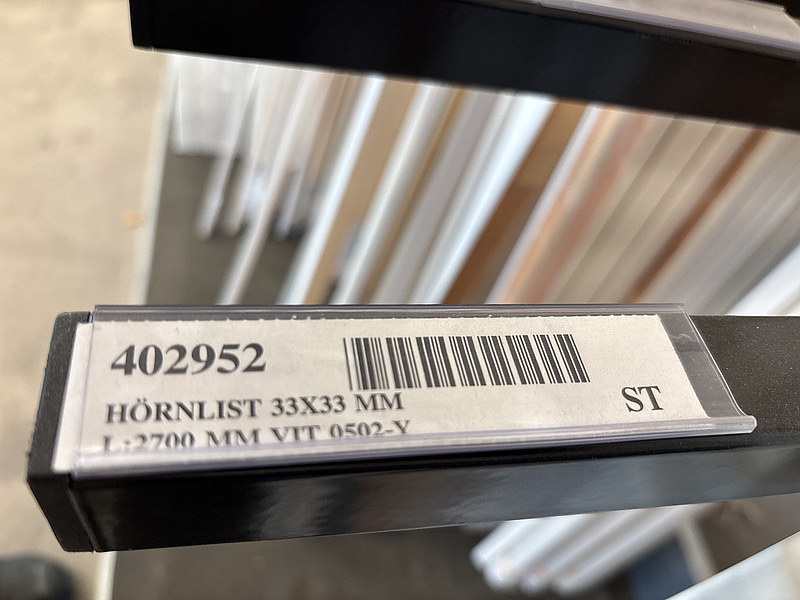 402952
HÖRNLIST 33X33 MM
ST
L:2700 MM VIT 0502-Y